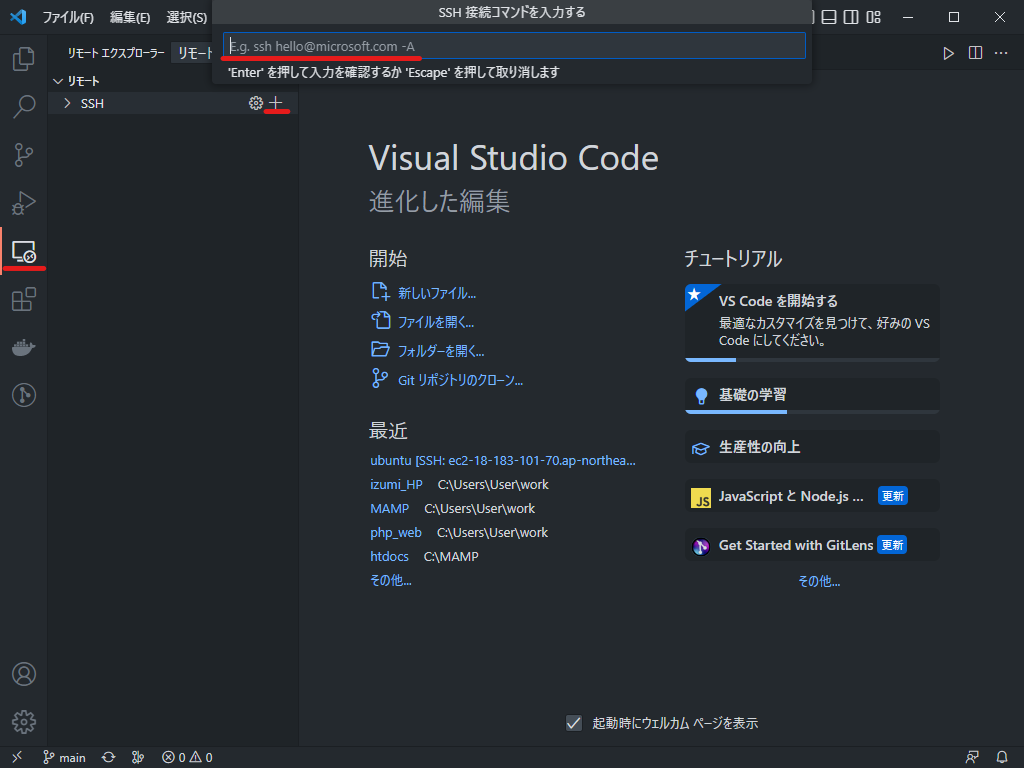 ファイル(F) 編集(E) 選択(S)
SSH 接続コマンドを入力する
E.g. ssh hello@microsoft.com -A
'Enter' を押して入力を確認するか 'Escape' を押して取り消します
リモート エクスプローラー リモート
リモート
SSH
Visual Studio Code
進化した編集
開始
新しいファイル...
ファイルを開く...
フォルダーを開く...
Git リポジトリのクローン...
最近
ubuntu [SSH: ec2-18-183-101-70.ap-northea...
izumi_HP C:\Users\User\work
MAMP C:\Users\User\work
php_web C:\Users\User\work
htdocs C:\MAMP
その他...
チュートリアル
VS Code を開始する
最適なカスタマイズを見つけて、好みの VS
Code にしてください。
基礎の学習
生産性の向上
JS JavaScript と Node.js ... 更新
Get Started with GitLens 更新
その他...
起動時にウェルカム ページを表示
main 0 0